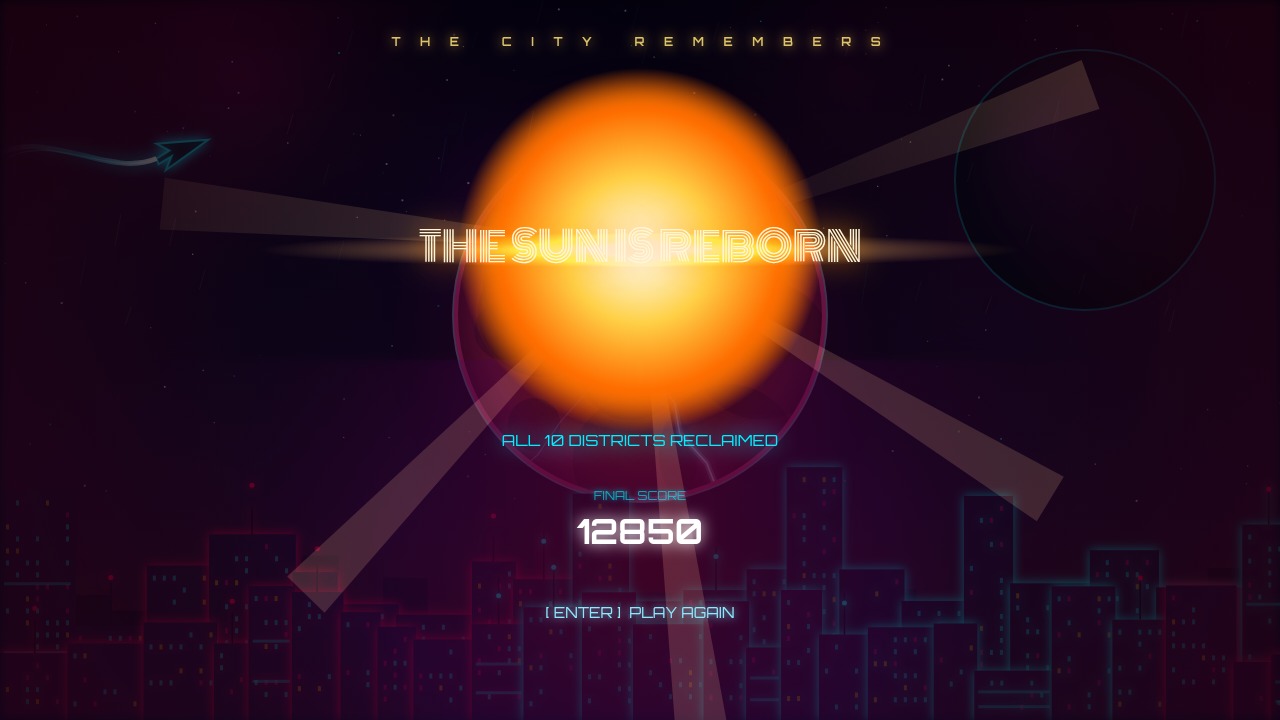 THE CITY REMEMBERS
THE SUN IS REBORN
ALL 10 DISTRICTS RECLAIMED
FINAL SCORE
12850
[ ENTER ] PLAY AGAIN